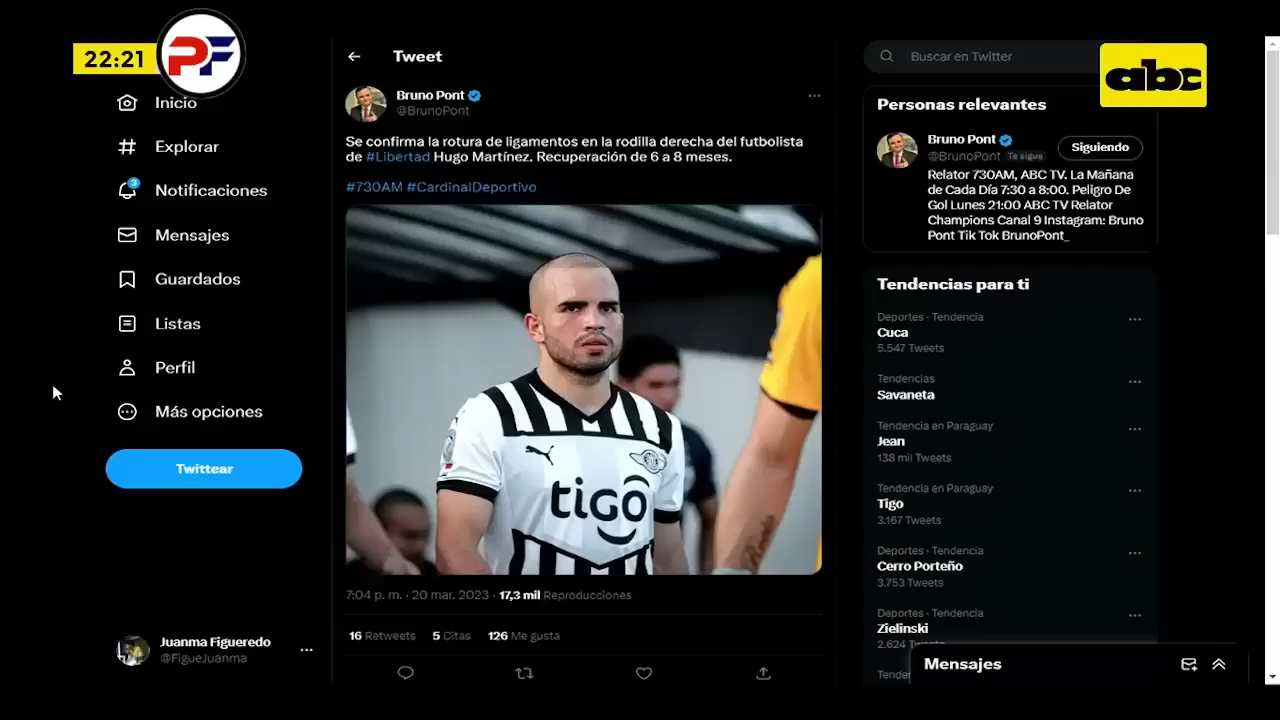 22:21
PF
abc
Inicio
Explorar
3
Notificaciones
Mensajes
Guardados
Listas
Perfil
Más opciones
Twittear
Juanma Figueredo
@FigueJuanma
Tweet
Bruno Pont
@BrunoPont
Se confirma la rotura de ligamentos en la rodilla derecha del futbolista
de #Libertad Hugo Martínez. Recuperación de 6 a 8 meses.
#730AM #CardinalDeportivo
tigo
7:04 p. m. · 20 mar. 2023 · 17,3 mil Reproducciones
16 Retweets 5 Citas 126 Me gusta
Buscar en Twitter
Personas relevantes
Bruno Pont
@BrunoPont Te sigue
Siguiendo
Relator 730AM, ABC TV. La Mañana
de Cada Día 7:30 a 8:00. Peligro De
Gol Lunes 21:00 ABC TV Relator
Champions Canal 9 Instagram: Bruno
Pont Tik Tok BrunoPont_
Tendencias para ti
Deportes · Tendencia
Cuca
5.547 Tweets
Tendencias
Savaneta
Tendencia en Paraguay
Jean
138 mil Tweets
Tendencia en Paraguay
Tigo
3.167 Tweets
Deportes · Tendencia
Cerro Porteño
3.753 Tweets
Deportes · Tendencia
Zielinski
2.624 Tweets
Mensajes